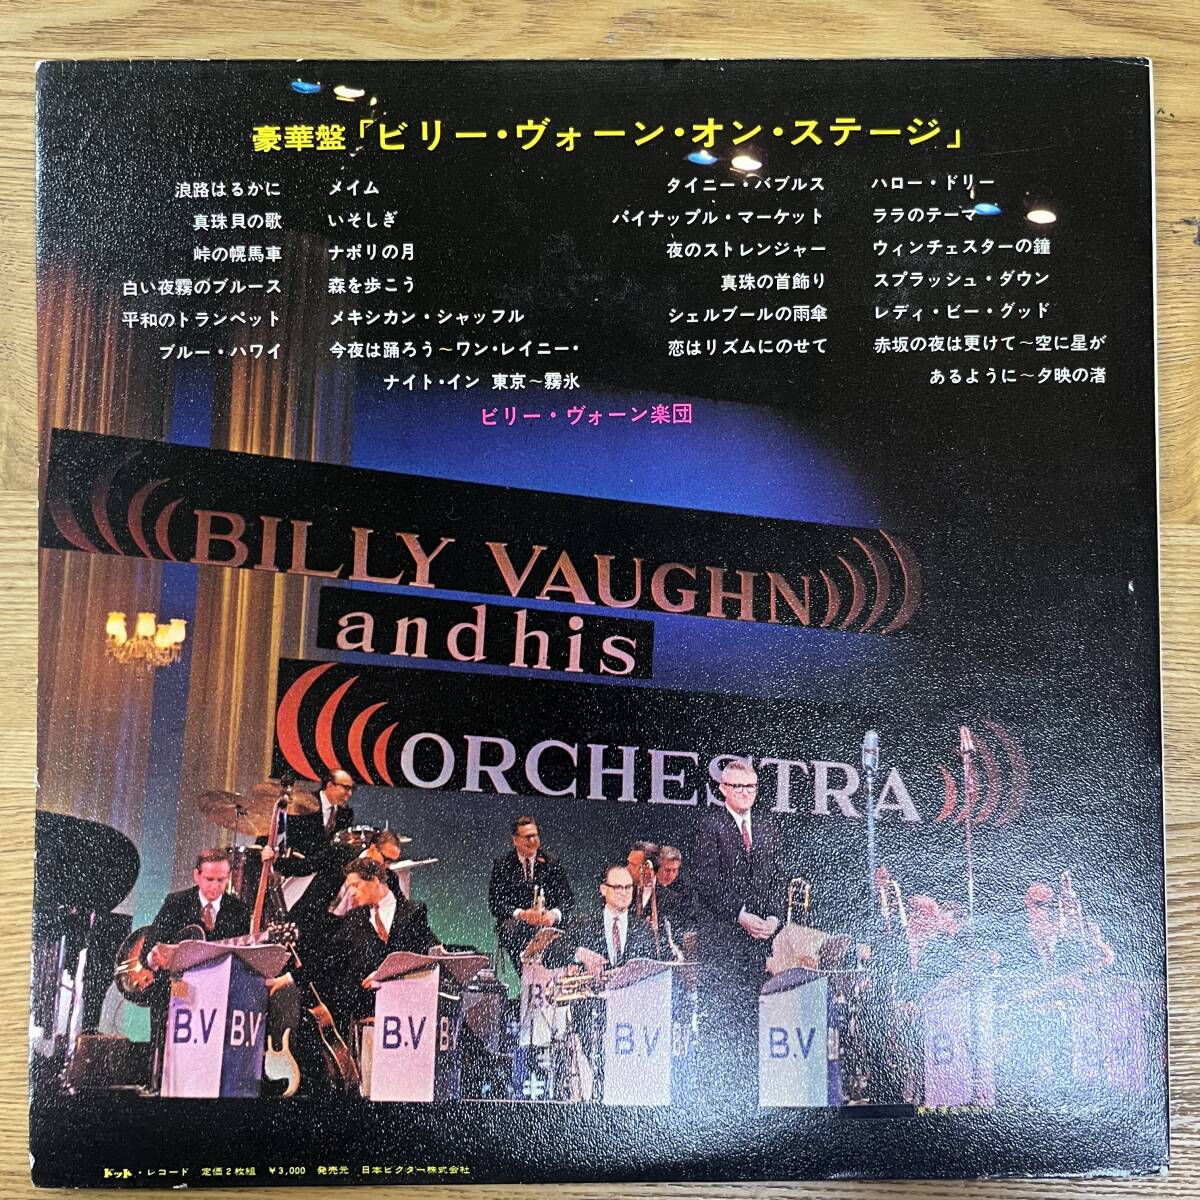 豪華盤「ビリー・ヴォーン・オン・ステージ」
浪路はるかに
真珠貝の歌
峠の幌馬車
白い夜霧のブルース
平和のトランペット
ブルー・ハワイ
メイム
いそしぎ
ナポリの月
森を歩こう
メキシカン・シャッフル
今夜は踊ろう～ワン・レイニー・
ナイト・イン 東京～霧氷
タイニー・バブルス
パイナップル・マーケット
夜のストレンジャー
真珠の首飾り
シェルブールの雨傘
恋はリズムにのせて
ハロー・ドリー
ララのテーマ
ウィンチェスターの鐘
スプラッシュ・ダウン
レディ・ビー・グッド
赤坂の夜は更けて～空に星が
あるように～夕映の渚
ビリー・ヴォーン楽団
BILLY VAUGHN
and his
ORCHESTRA
B.V
B.V
B.V
B.V
B.V
B.V
ドット・レコード 定価2枚組 ¥3,000 発売元 日本ビクター株式会社